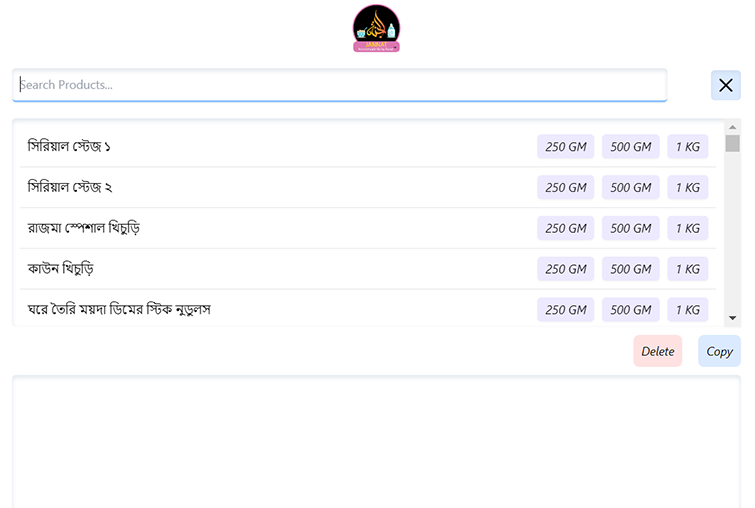 JANNAT
Search Products...
সিরিয়াল স্টেজ ১ 250 GM 500 GM 1 KG
সিরিয়াল স্টেজ ২ 250 GM 500 GM 1 KG
রাজমা স্পেশাল খিচুড়ি 250 GM 500 GM 1 KG
কাউন খিচুড়ি 250 GM 500 GM 1 KG
ঘরে তৈরি ময়দা ডিমের স্টিক নুডুলস 250 GM 500 GM 1 KG
Delete Copy